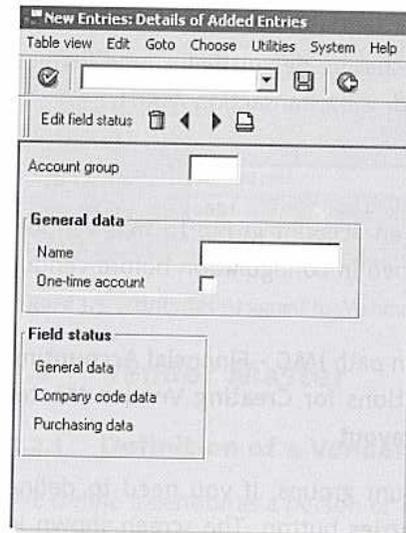 New Entries: Details of Added Entries
Table view Edit Goto Choose Utilities System Help
Edit field status
Account group
General data
Name
One-time account
Field status
General data
Company code data
Purchasing data